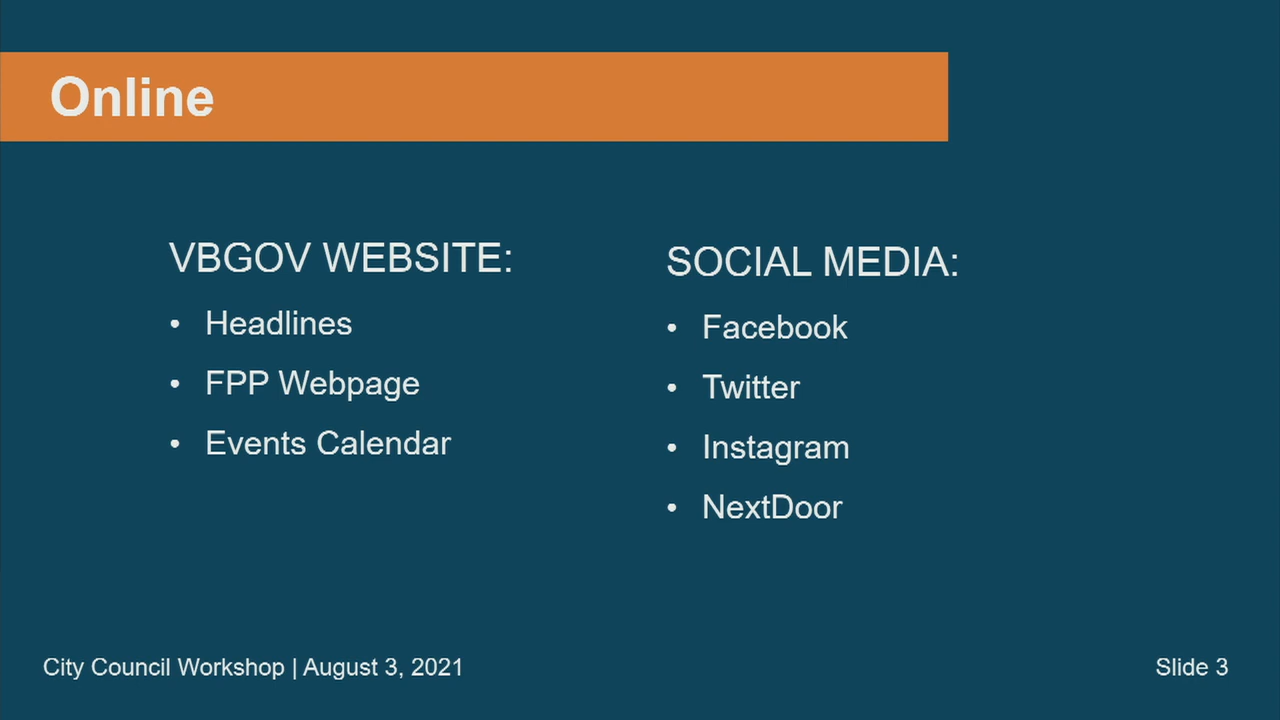 Online
VBGOV WEBSITE:
• Headlines
• FPP Webpage
• Events Calendar
SOCIAL MEDIA:
• Facebook
• Twitter
• Instagram
• NextDoor
City Council Workshop | August 3, 2021
Slide 3